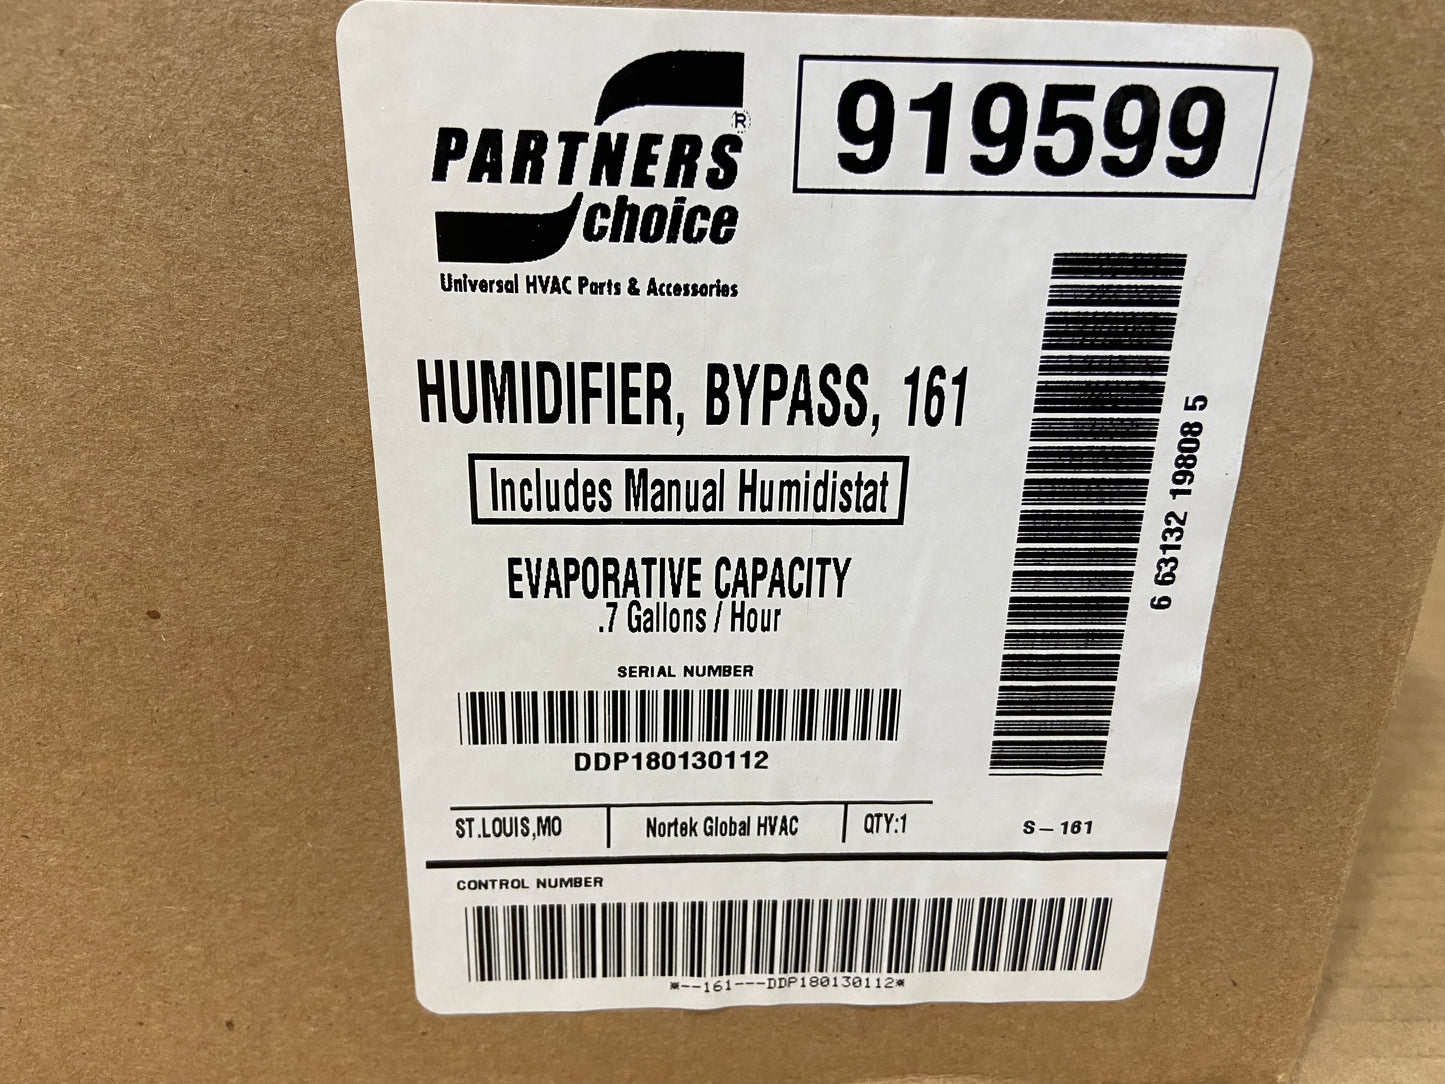 PARTNERS®
choice
Universal HVAC Parts & Accessories
919599
HUMIDIFIER, BYPASS, 161
Includes Manual Humidistat
EVAPORATIVE CAPACITY
.7 Gallons / Hour
SERIAL NUMBER
DDP180130112
6 63132 19808 5
ST.LOUIS,MO Nortek Global HVAC QTY:1 S-161
CONTROL NUMBER
*--161---DDP180130112*